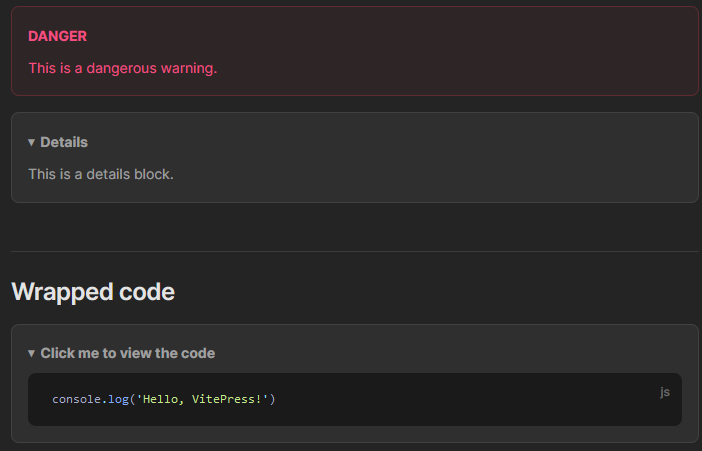 DANGER
This is a dangerous warning.
▾ Details
This is a details block.
Wrapped code
▾ Click me to view the code
js
console.log('Hello, VitePress!')